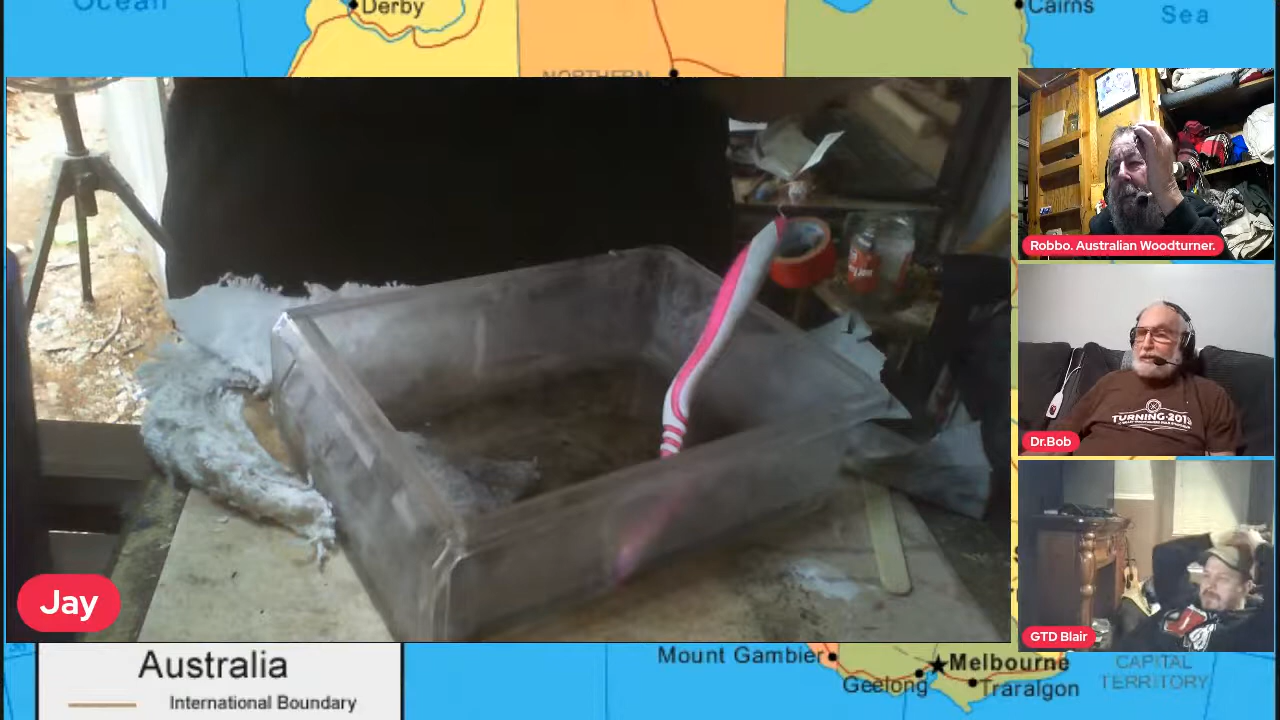 Ocean
Derby
NORTHERN
Cairns
Sea
Robbo. Australian Woodturner.
TURNING·2013
Dr.Bob
GTD Blair
Jay
Australia
International Boundary
Mount Gambier
Geelong
Melbourne
Traralgon
CAPITAL
TERRITORY